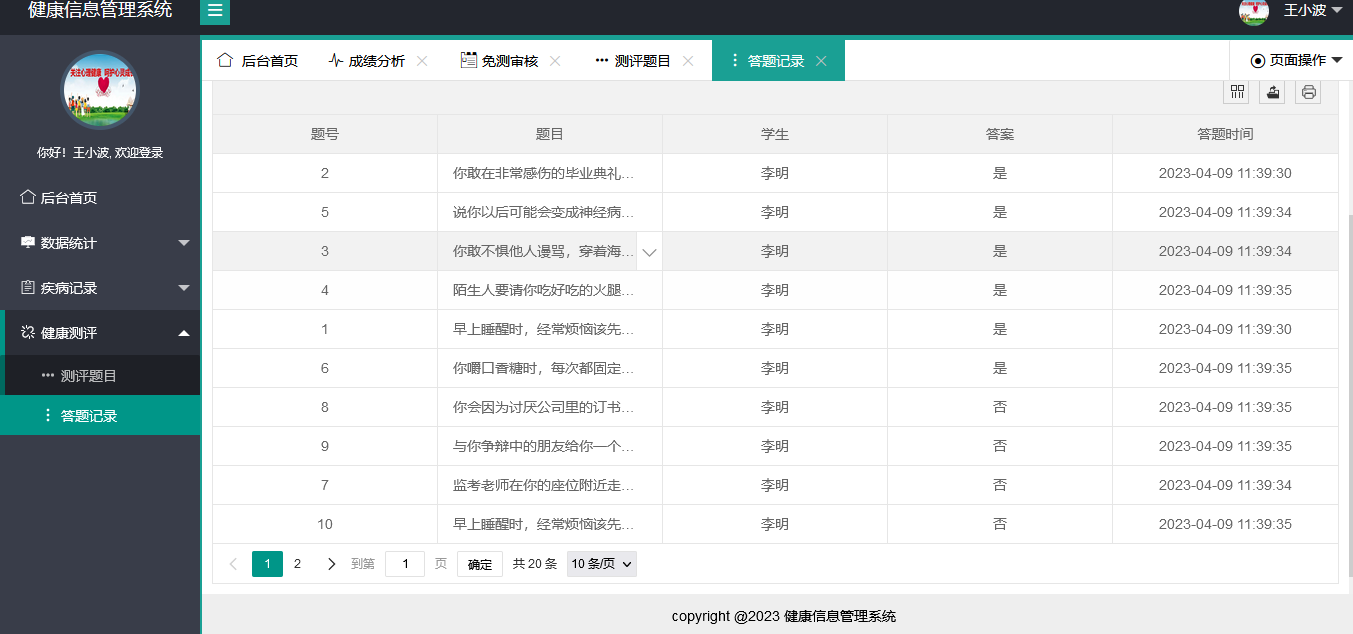 健康信息管理系统
王小波
后台首页 成绩分析 免测审核 测评题目 答题记录 页面操作
你好！王小波, 欢迎登录
后台首页
数据统计
疾病记录
健康测评
测评题目
答题记录
题号 题目 学生 答案 答题时间
2 你敢在非常感伤的毕业典礼... 李明 是 2023-04-09 11:39:30
5 说你以后可能会变成神经病... 李明 是 2023-04-09 11:39:34
3 你敢不惧他人谩骂，穿着海... 李明 是 2023-04-09 11:39:34
4 陌生人要请你吃好吃的火腿... 李明 是 2023-04-09 11:39:35
1 早上睡醒时，经常烦恼该先... 李明 是 2023-04-09 11:39:30
6 你嚼口香糖时，每次都固定... 李明 是 2023-04-09 11:39:35
8 你会因为讨厌公司里的订书... 李明 否 2023-04-09 11:39:35
9 与你争辩中的朋友给你一个... 李明 否 2023-04-09 11:39:35
7 监考老师在你的座位附近走... 李明 否 2023-04-09 11:39:34
10 早上睡醒时，经常烦恼该先... 李明 否 2023-04-09 11:39:35
1 2 到第 1 页 确定 共 20 条 10 条/页
copyright @2023 健康信息管理系统